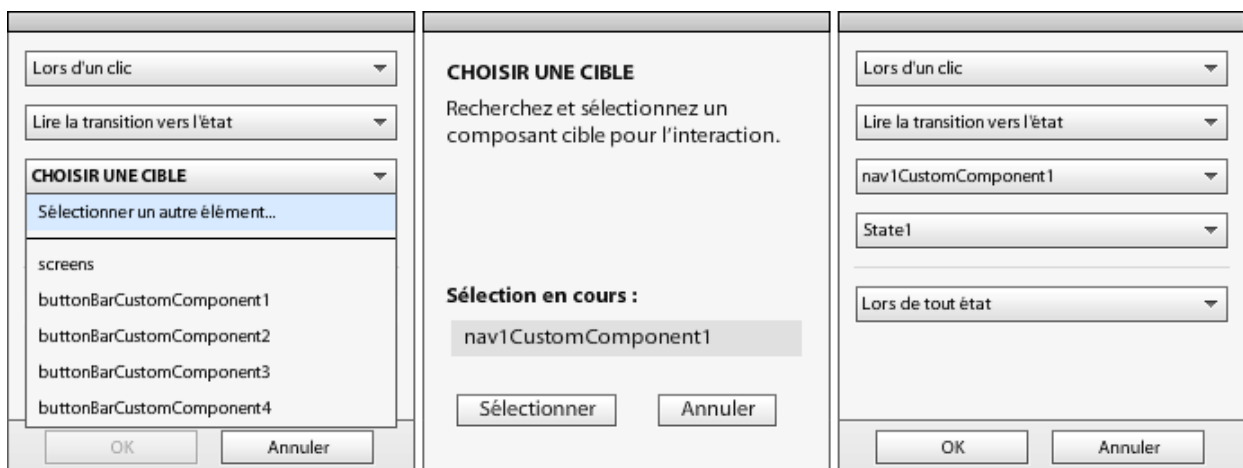 Lors d'un clic
Lire la transition vers l'état
CHOISIR UNE CIBLE
Sélectionner un autre élément...
screens
buttonBarCustomComponent1
buttonBarCustomComponent2
buttonBarCustomComponent3
buttonBarCustomComponent4
OK
Annuler
CHOISIR UNE CIBLE
Recherchez et sélectionnez un
composant cible pour l'interaction.
Sélection en cours :
nav1CustomComponent1
Sélectionner
Annuler
Lors d'un clic
Lire la transition vers l'état
nav1CustomComponent1
State1
Lors de tout état
OK
Annuler